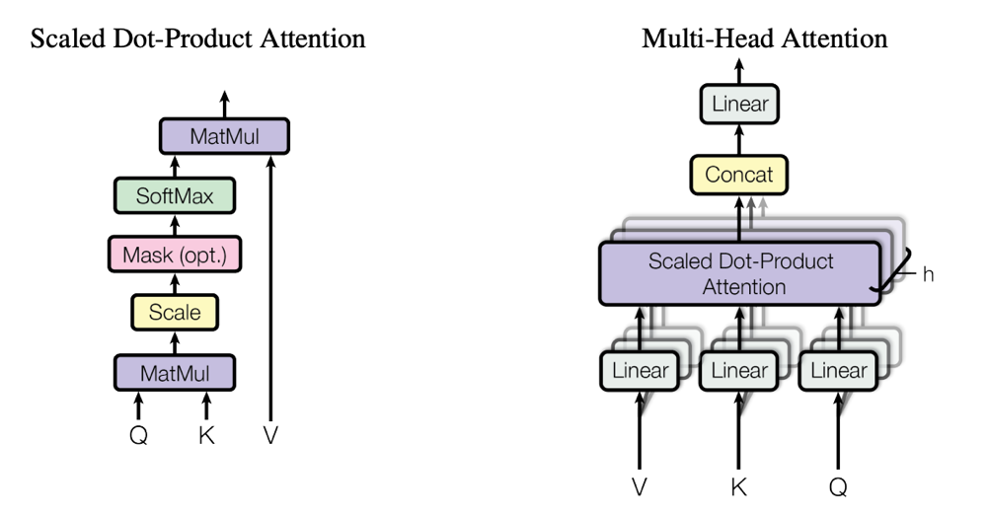 Scaled Dot-Product Attention
MatMul
SoftMax
Mask (opt.)
Scale
MatMul
Q K V
Multi-Head Attention
Linear
Concat
Scaled Dot-Product
Attention
h
Linear Linear Linear
V K Q